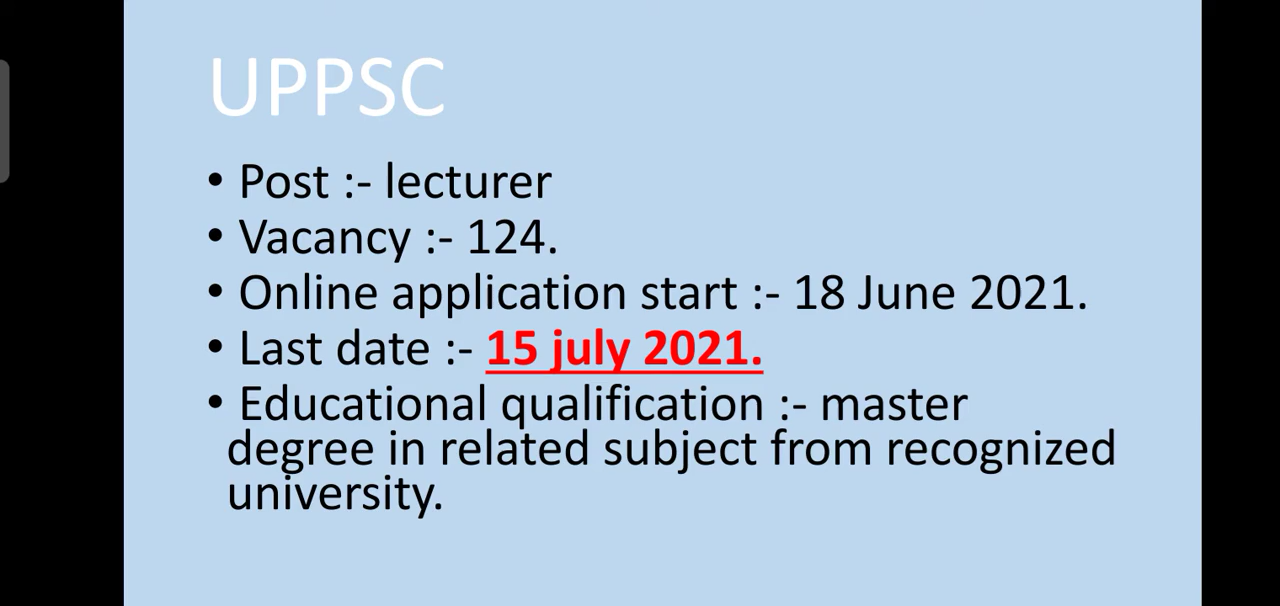 UPPSC
• Post :- lecturer
• Vacancy :- 124.
• Online application start :- 18 June 2021.
• Last date :- 15 july 2021.
• Educational qualification :- master
degree in related subject from recognized
university.